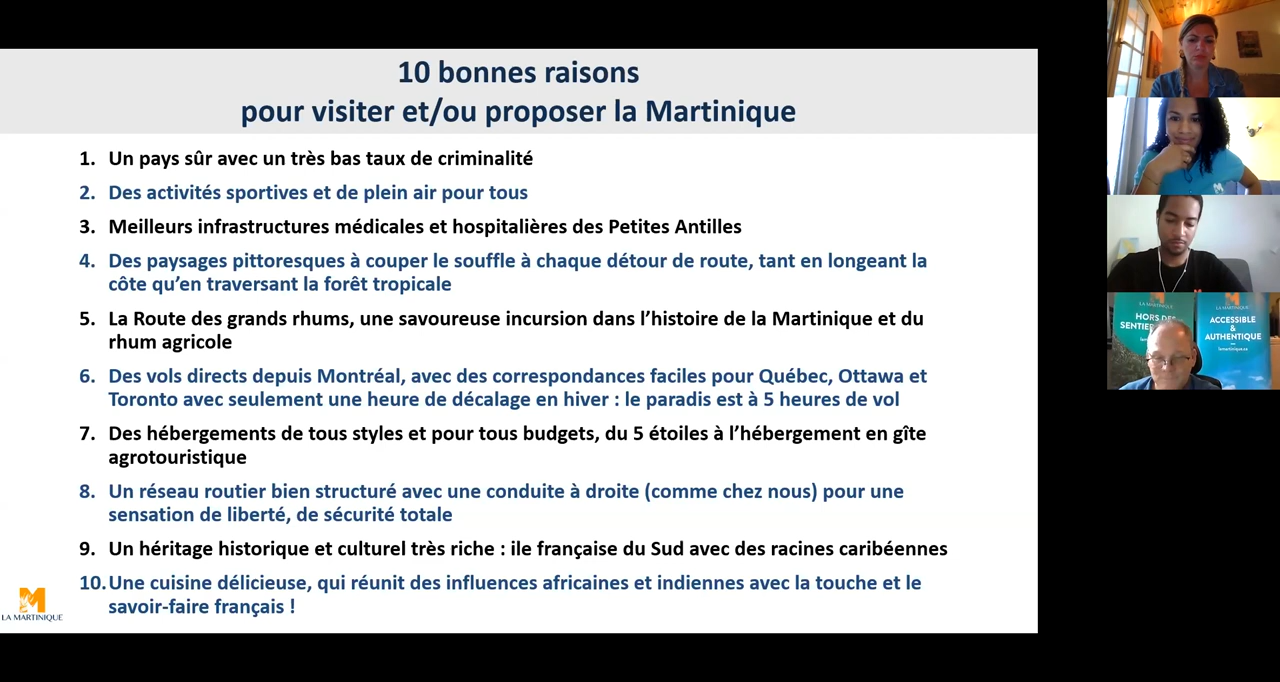 10 bonnes raisons
pour visiter et/ou proposer la Martinique
1. Un pays sûr avec un très bas taux de criminalité
2. Des activités sportives et de plein air pour tous
3. Meilleurs infrastructures médicales et hospitalières des Petites Antilles
4. Des paysages pittoresques à couper le souffle à chaque détour de route, tant en longeant la
côte qu’en traversant la forêt tropicale
5. La Route des grands rhums, une savoureuse incursion dans l’histoire de la Martinique et du
rhum agricole
6. Des vols directs depuis Montréal, avec des correspondances faciles pour Québec, Ottawa et
Toronto avec seulement une heure de décalage en hiver : le paradis est à 5 heures de vol
7. Des hébergements de tous styles et pour tous budgets, du 5 étoiles à l’hébergement en gîte
agrotouristique
8. Un réseau routier bien structuré avec une conduite à droite (comme chez nous) pour une
sensation de liberté, de sécurité totale
9. Un héritage historique et culturel très riche : ile française du Sud avec des racines caribéennes
10. Une cuisine délicieuse, qui réunit des influences africaines et indiennes avec la touche et le
savoir-faire français !
LA MARTINIQUE
LA MARTINIQUE
HORS DES
SENTIER
LA MARTINIQUE
ACCESSIBLE
&
AUTHENTIQUE
lamartinique.ca